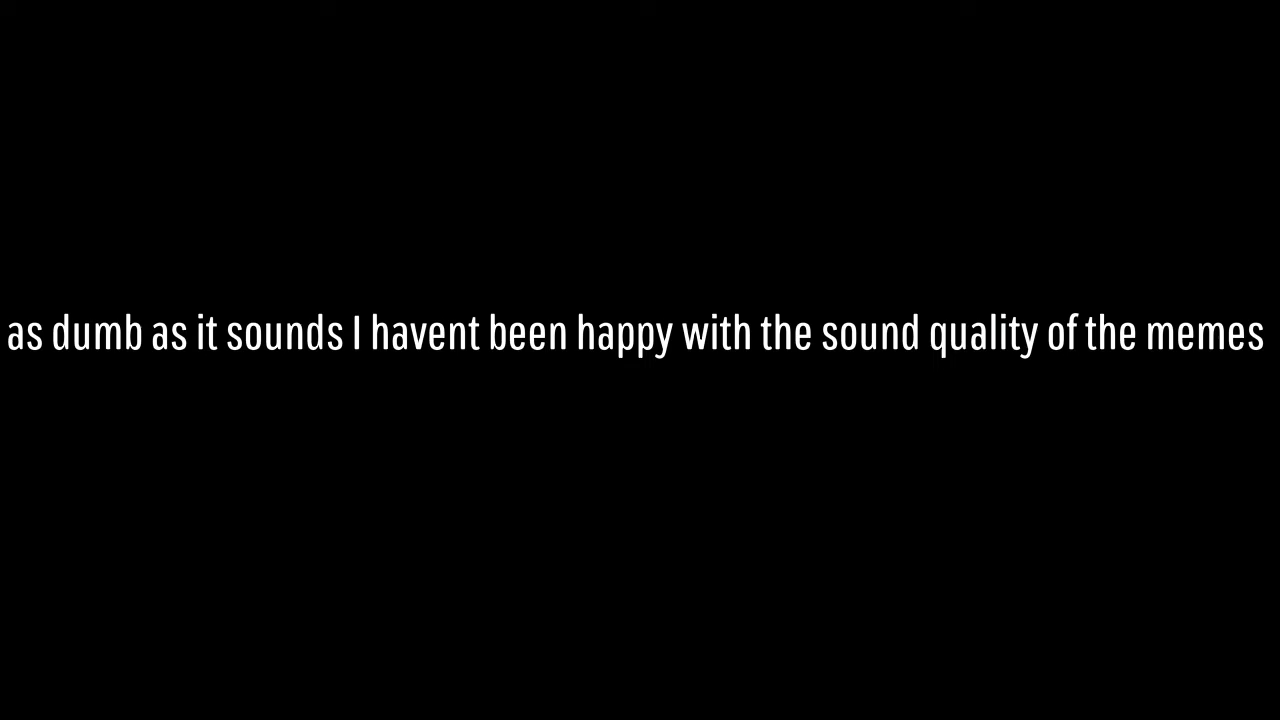 as dumb as it sounds I havent been happy with the sound quality of the memes